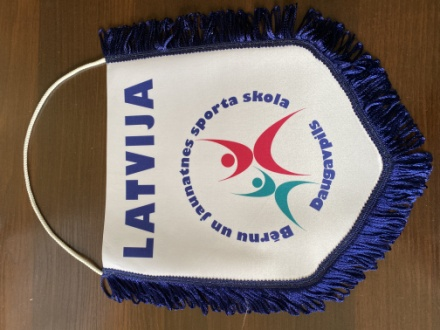 LATVIJA
Bērnu un jaunatnes sporta skola
Daugavpils